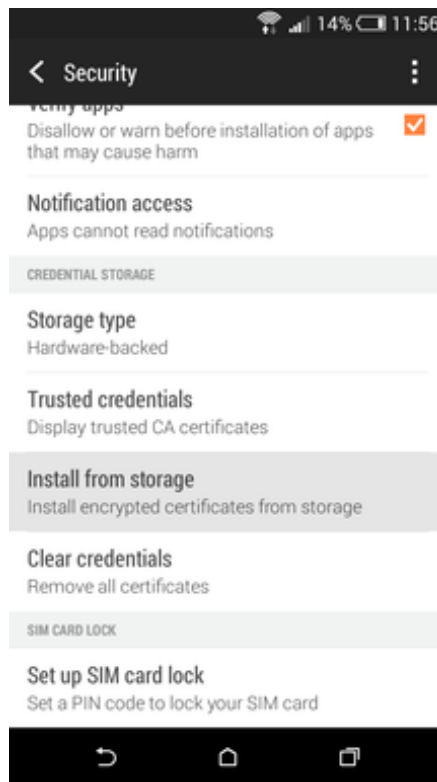 14% 11:56
Security
Verify apps
Disallow or warn before installation of apps
that may cause harm
Notification access
Apps cannot read notifications
CREDENTIAL STORAGE
Storage type
Hardware-backed
Trusted credentials
Display trusted CA certificates
Install from storage
Install encrypted certificates from storage
Clear credentials
Remove all certificates
SIM CARD LOCK
Set up SIM card lock
Set a PIN code to lock your SIM card